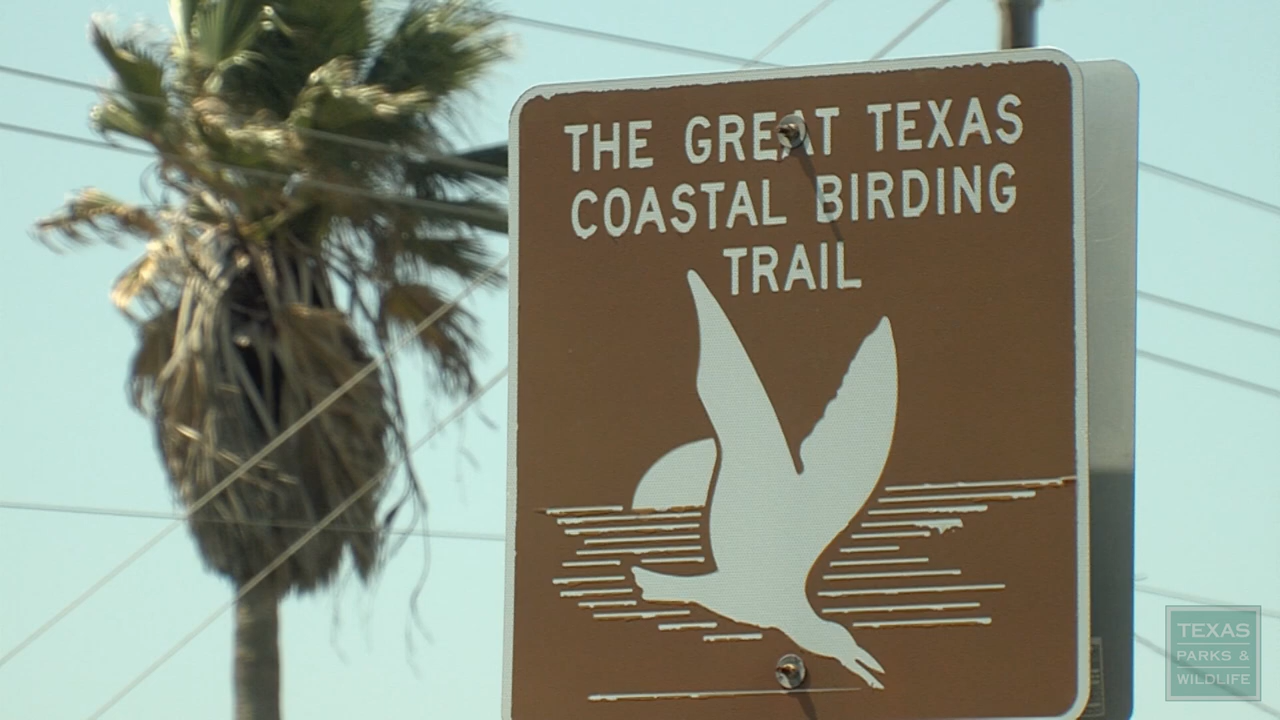 THE GREAT TEXAS
COASTAL BIRDING
TRAIL
TEXAS
PARKS &
WILDLIFE